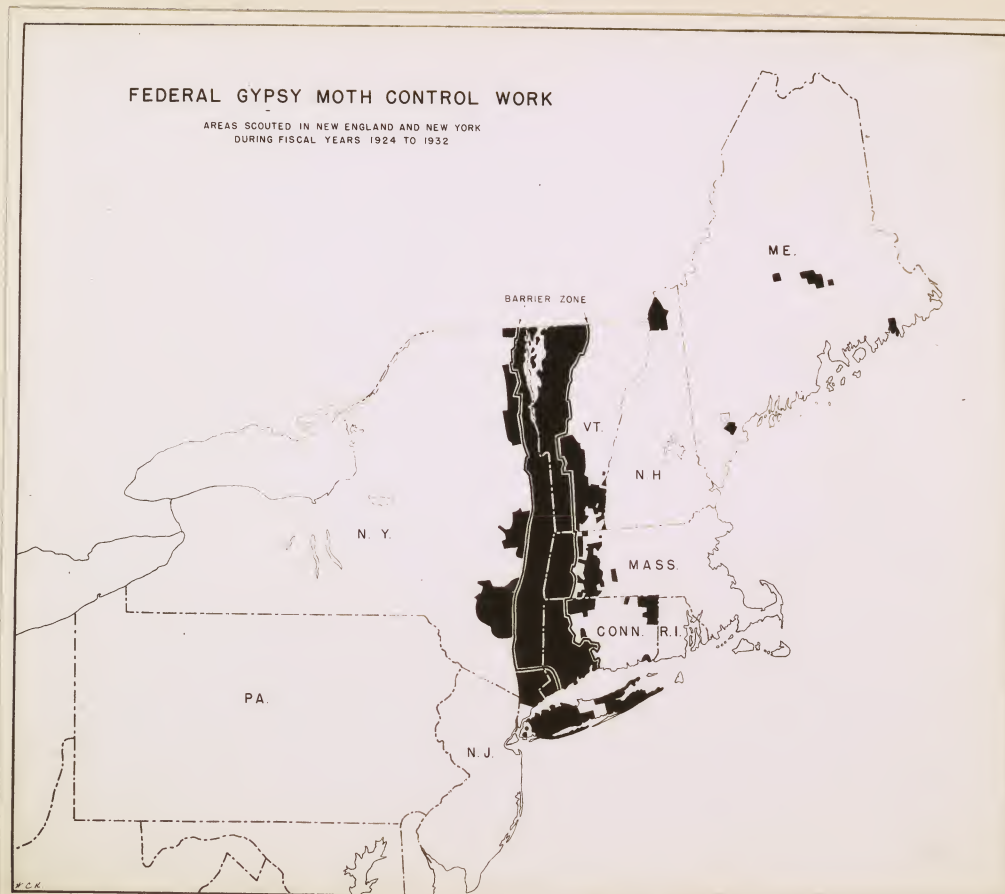 FEDERAL GYPSY MOTH CONTROL WORK
AREAS SCOUTED IN NEW ENGLAND AND NEW YORK
DURING FISCAL YEARS 1924 TO 1932
ME.
BARRIER ZONE
VT.
N H
N. Y.
MASS.
CONN.
R.I.
PA.
N. J.